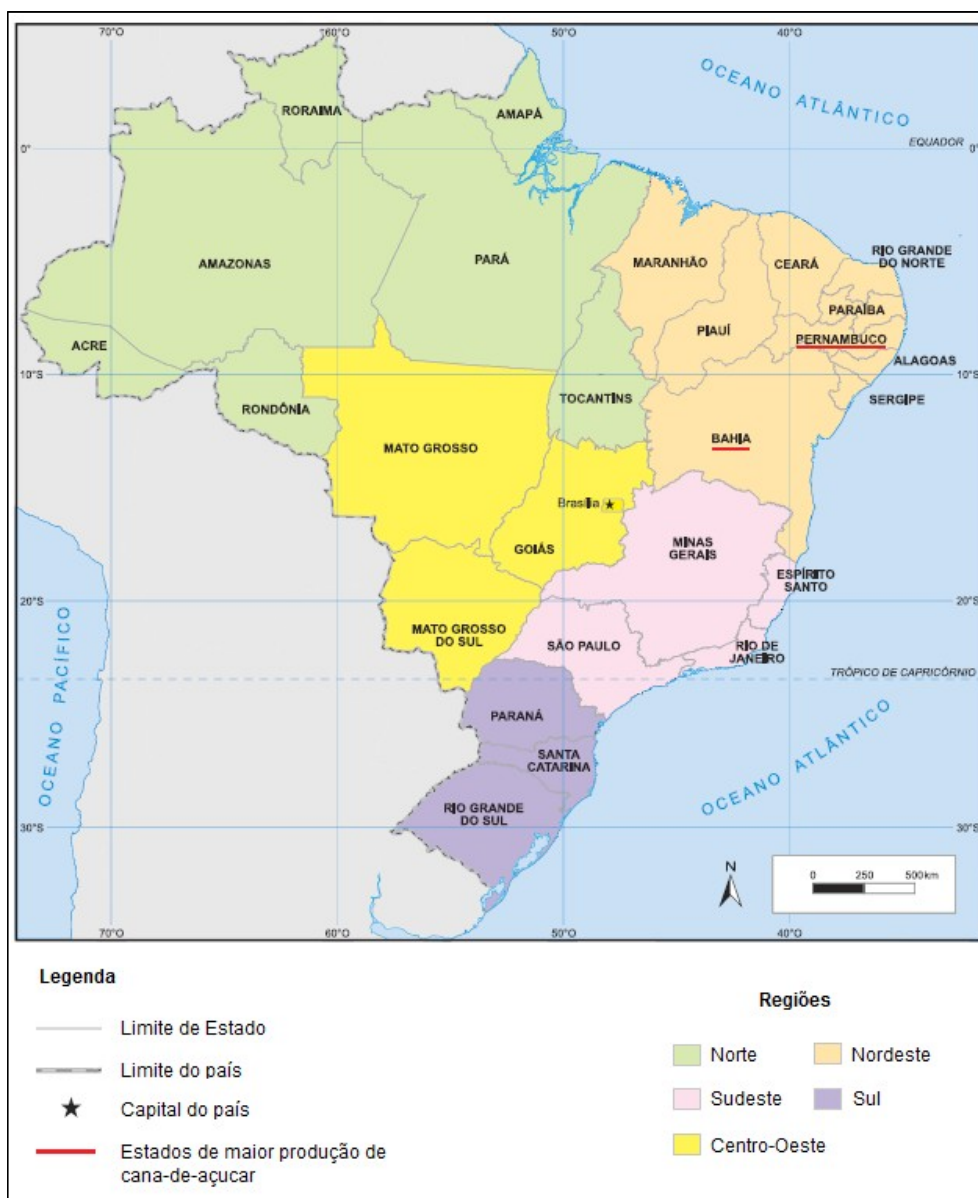 70°O
60°O
50°O
40°O
OCEANO ATLÂNTICO
RORAIMA
AMAPÁ
EQUADOR
0°
0°
AMAZONAS
PARÁ
MARANHÃO
CEARÁ
RIO GRANDE
DO NORTE
PARAÍBA
PIAUÍ
PERNAMBUCO
ACRE
ALAGOAS
10°S
10°S
RONDÔNIA
TOCANTINS
SERGIPE
MATO GROSSO
BAHIA
Brasília
GOIÁS
MINAS
GERAIS
ESPÍRITO
SANTO
20°S
20°S
MATO GROSSO
DO SUL
SÃO PAULO
RIO DE
JANEIRO
OCEANO PACÍFICO
TRÓPICO DE CAPRICÓRNIO
PARANÁ
SANTA
CATARINA
OCEANO ATLÂNTICO
RIO GRANDE
DO SUL
30°S
30°S
N
0 250 500 km
70°O
60°O
50°O
40°O
Legenda
Limite de Estado
Limite do país
Capital do país
Estados de maior produção de
cana-de-açucar
Regiões
Norte
Nordeste
Sudeste
Sul
Centro-Oeste